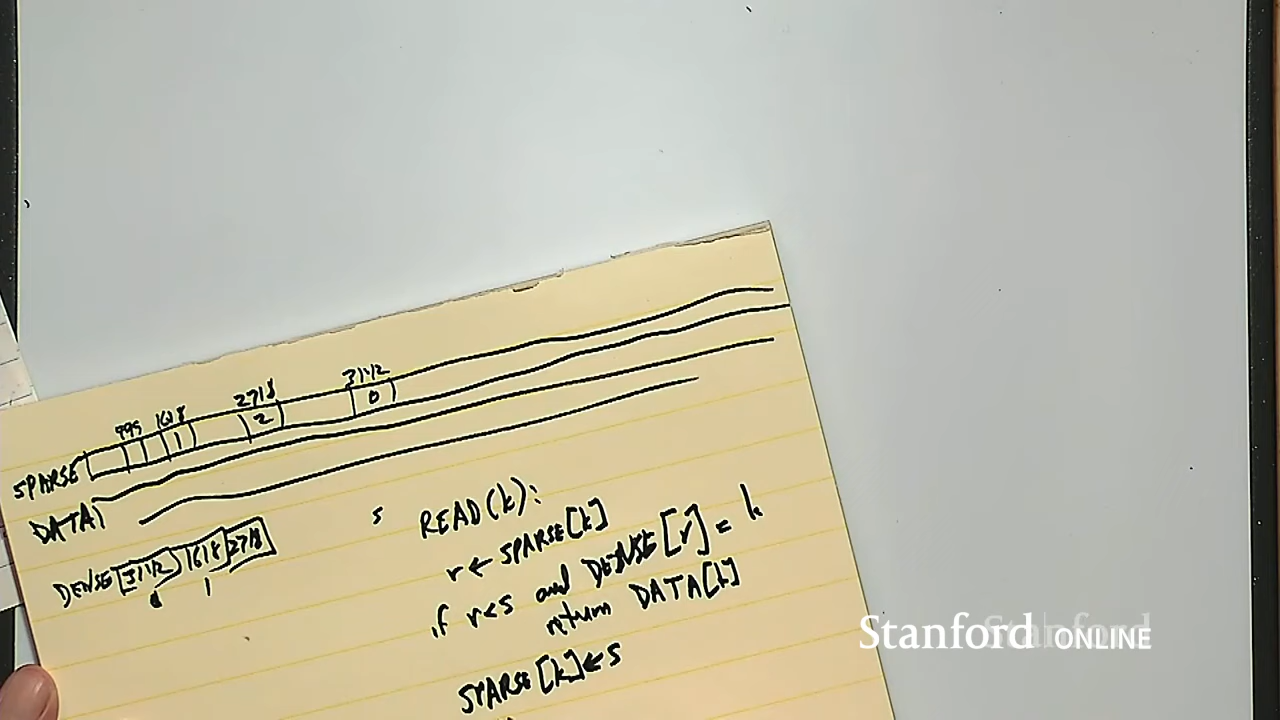 999 1618 2718 3142
SPARSE 1 2 0
DATA
DENSE 3142 1618 2718
0 1
s
READ(k):
r ← SPARSE[k]
if r<s and DENSE[r] = k
return DATA[k]
SPARSE[k]←s
Stanford ONLINE